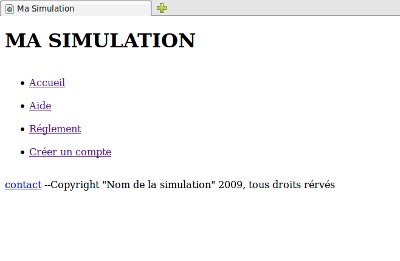 Ma Simulation
MA SIMULATION
Accueil
Aide
Réglement
Créer un compte
contact --Copyright "Nom de la simulation" 2009, tous droits rérvés